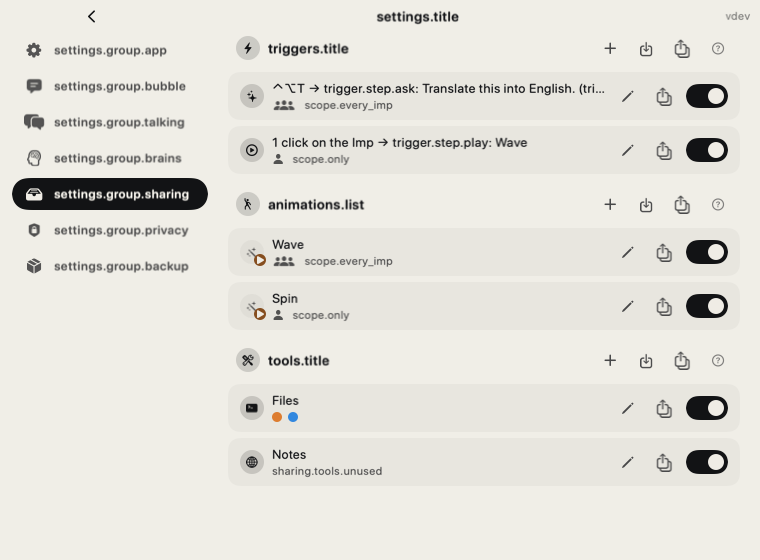 settings.title
vdev
settings.group.app
settings.group.bubble
settings.group.talking
settings.group.brains
settings.group.sharing
settings.group.privacy
settings.group.backup
triggers.title
^⌥T → trigger.step.ask: Translate this into English. (tri...
scope.every_imp
1 click on the Imp → trigger.step.play: Wave
scope.only
animations.list
Wave
scope.every_imp
Spin
scope.only
tools.title
Files
Notes
sharing.tools.unused